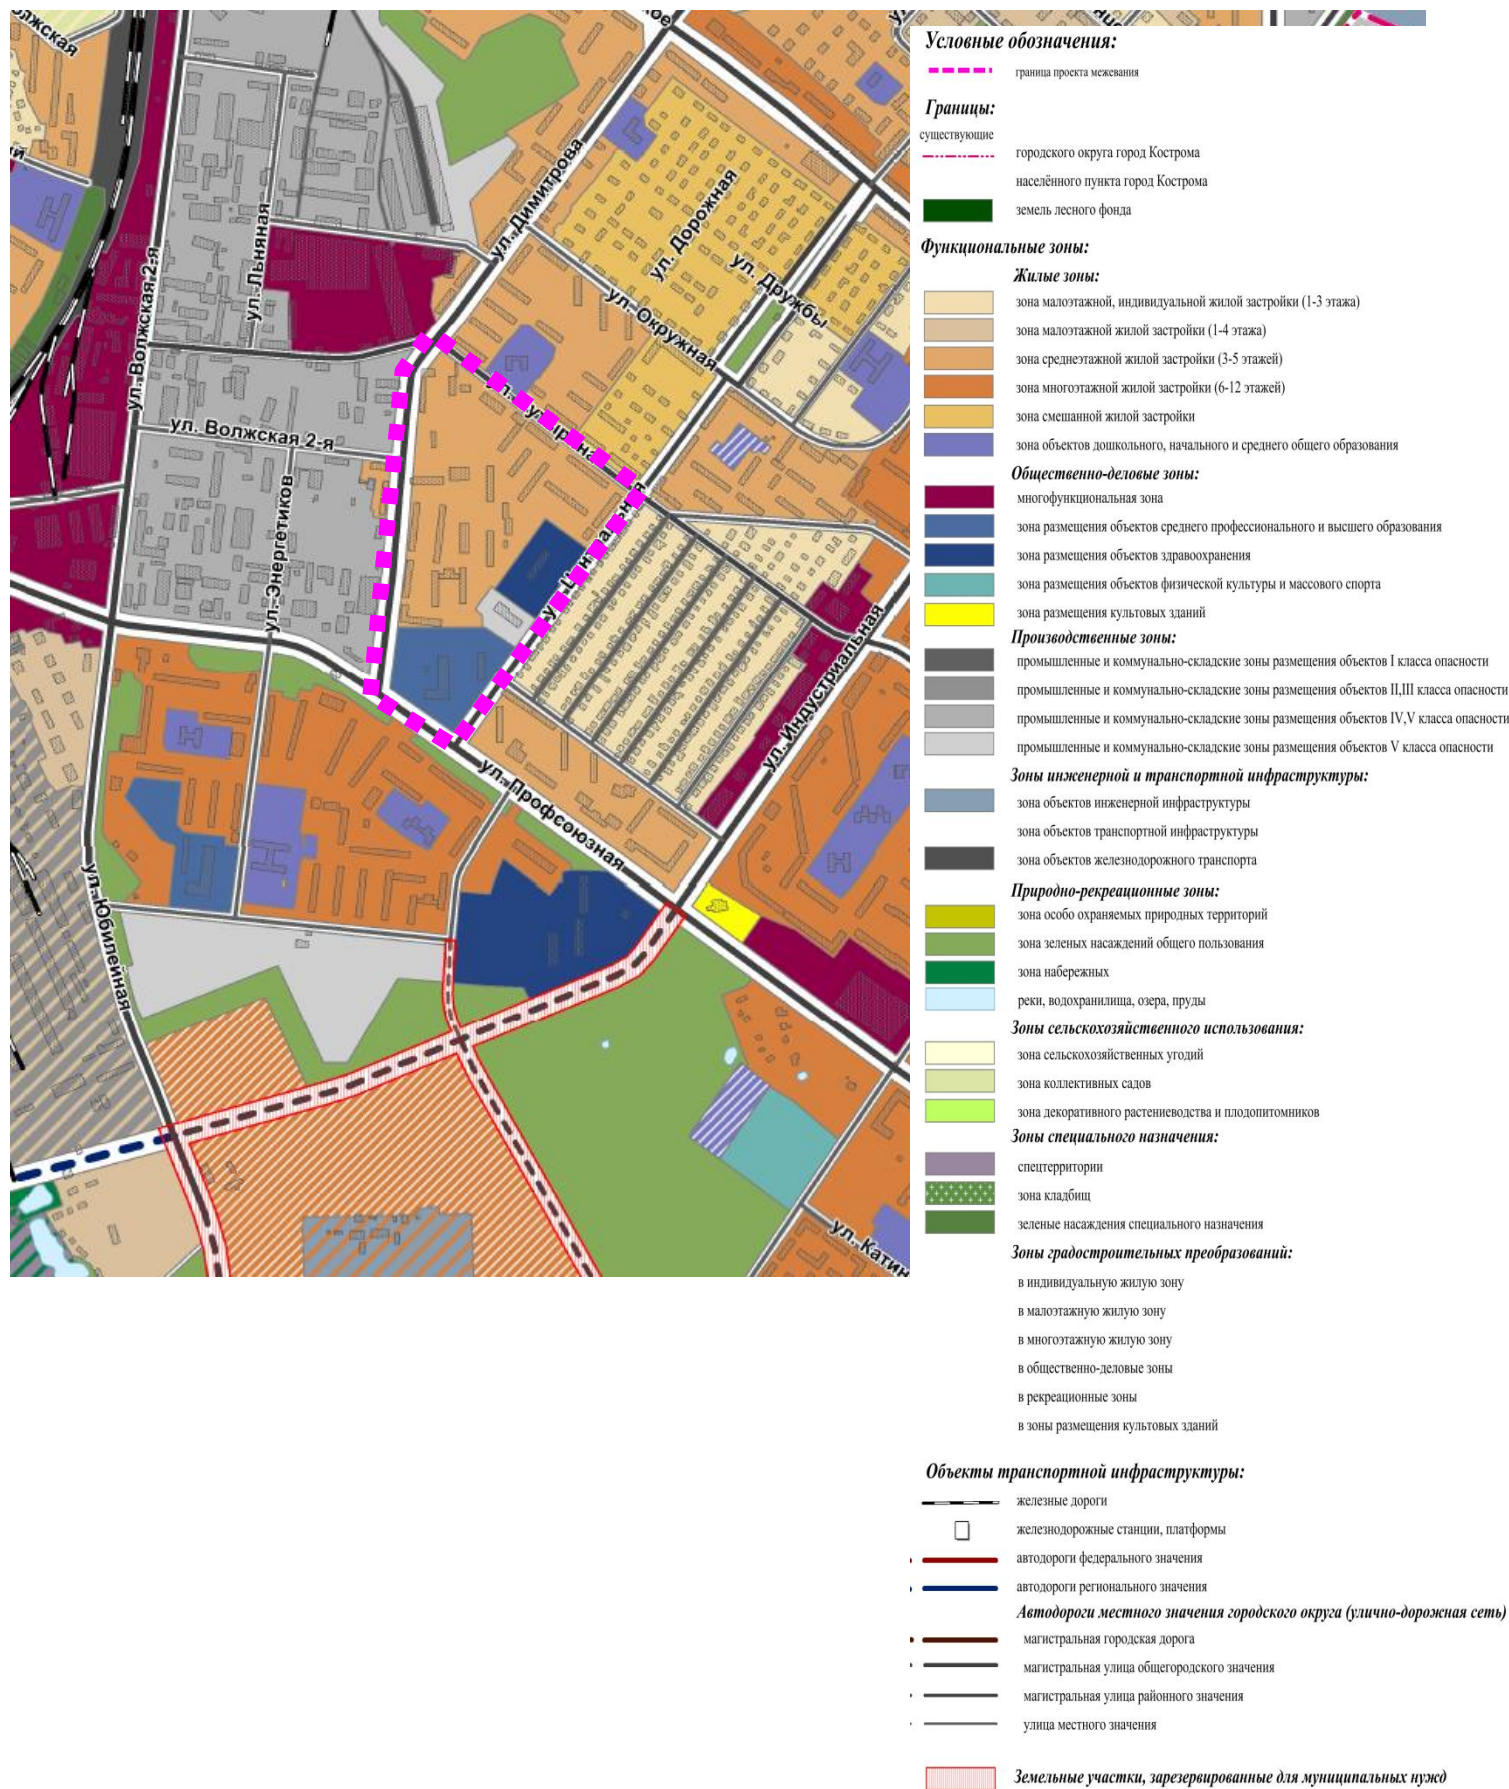 ул. Димитрова
ул. Дорожная
ул. Дружбы
ул. Окружная
ул. Льняная
ул. Волжская 2-я
ул. Волжская 2-я
ул. Энергетиков
ул. Индустриальная
ул. Профсоюзная
ул. Юбилейная
ул. Катин
Условные обозначения:
граница проекта межевания
Границы:
существующие
городского округа город Кострома
населённого пункта город Кострома
земель лесного фонда
Функциональные зоны:
Жилые зоны:
зона малоэтажной, индивидуальной жилой застройки (1-3 этажа)
зона малоэтажной жилой застройки (1-4 этажа)
зона среднеэтажной жилой застройки (3-5 этажей)
зона многоэтажной жилой застройки (6-12 этажей)
зона смешанной жилой застройки
зона объектов дошкольного, начального и среднего общего образования
Общественно-деловые зоны:
многофункциональная зона
зона размещения объектов среднего профессионального и высшего образования
зона размещения объектов здравоохранения
зона размещения объектов физической культуры и массового спорта
зона размещения культовых зданий
Производственные зоны:
промышленные и коммунально-складские зоны размещения объектов I класса опасности
промышленные и коммунально-складские зоны размещения объектов II,III класса опасности
промышленные и коммунально-складские зоны размещения объектов IV,V класса опасности
промышленные и коммунально-складские зоны размещения объектов V класса опасности
Зоны инженерной и транспортной инфраструктуры:
зона объектов инженерной инфраструктуры
зона объектов транспортной инфраструктуры
зона объектов железнодорожного транспорта
Природно-рекреационные зоны:
зона особо охраняемых природных территорий
зона зеленых насаждений общего пользования
зона набережных
реки, водохранилища, озера, пруды
Зоны сельскохозяйственного использования:
зона сельскохозяйственных угодий
зона коллективных садов
зона декоративного растениеводства и плодопитомников
Зоны специального назначения:
спецтерритории
зона кладбищ
зеленые насаждения специального назначения
Зоны градостроительных преобразований:
в индивидуальную жилую зону
в малоэтажную жилую зону
в многоэтажную жилую зону
в общественно-деловые зоны
в рекреационные зоны
в зоны размещения культовых зданий
Объекты транспортной инфраструктуры:
железные дороги
железнодорожные станции, платформы
автодороги федерального значения
автодороги регионального значения
Автодороги местного значения городского округа (улично-дорожная сеть)
магистральная городская дорога
магистральная улица общегородского значения
магистральная улица районного значения
улица местного значения
Земельные участки, зарезервированные для муниципальных нужд